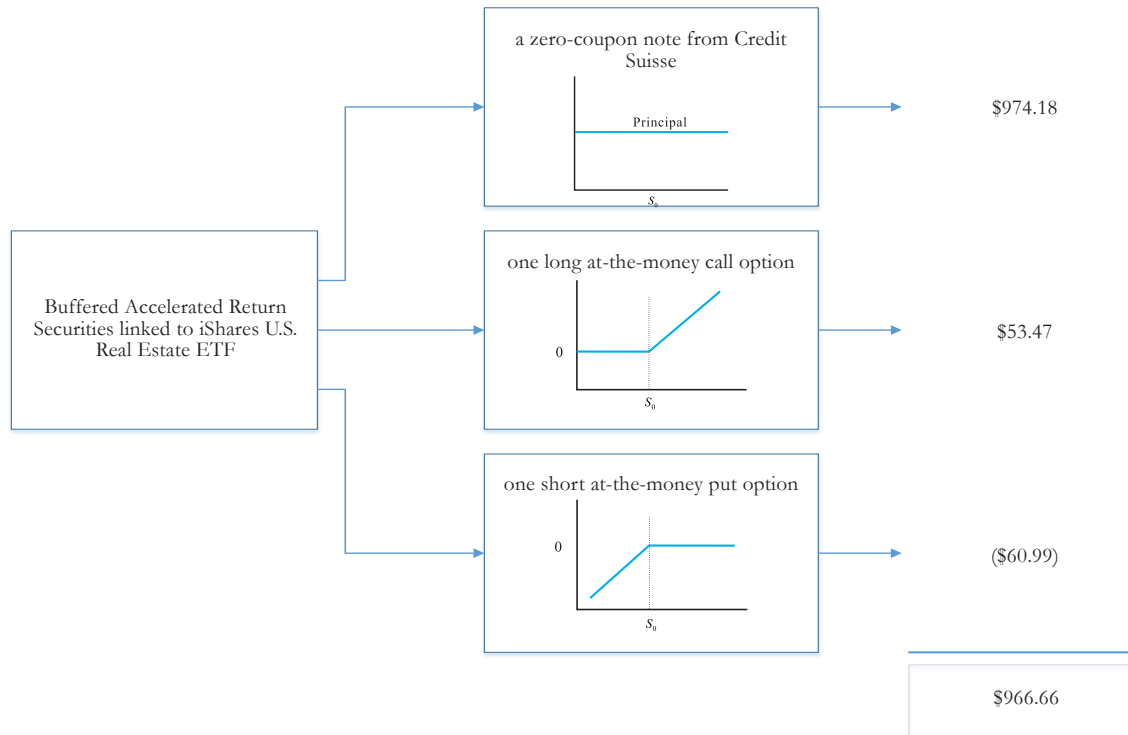 a zero-coupon note from Credit
Suisse
Principal
S₀
$974.18
Buffered Accelerated Return
Securities linked to iShares U.S.
Real Estate ETF
one long at-the-money call option
0
S₀
$53.47
one short at-the-money put option
0
S₀
($60.99)
$966.66